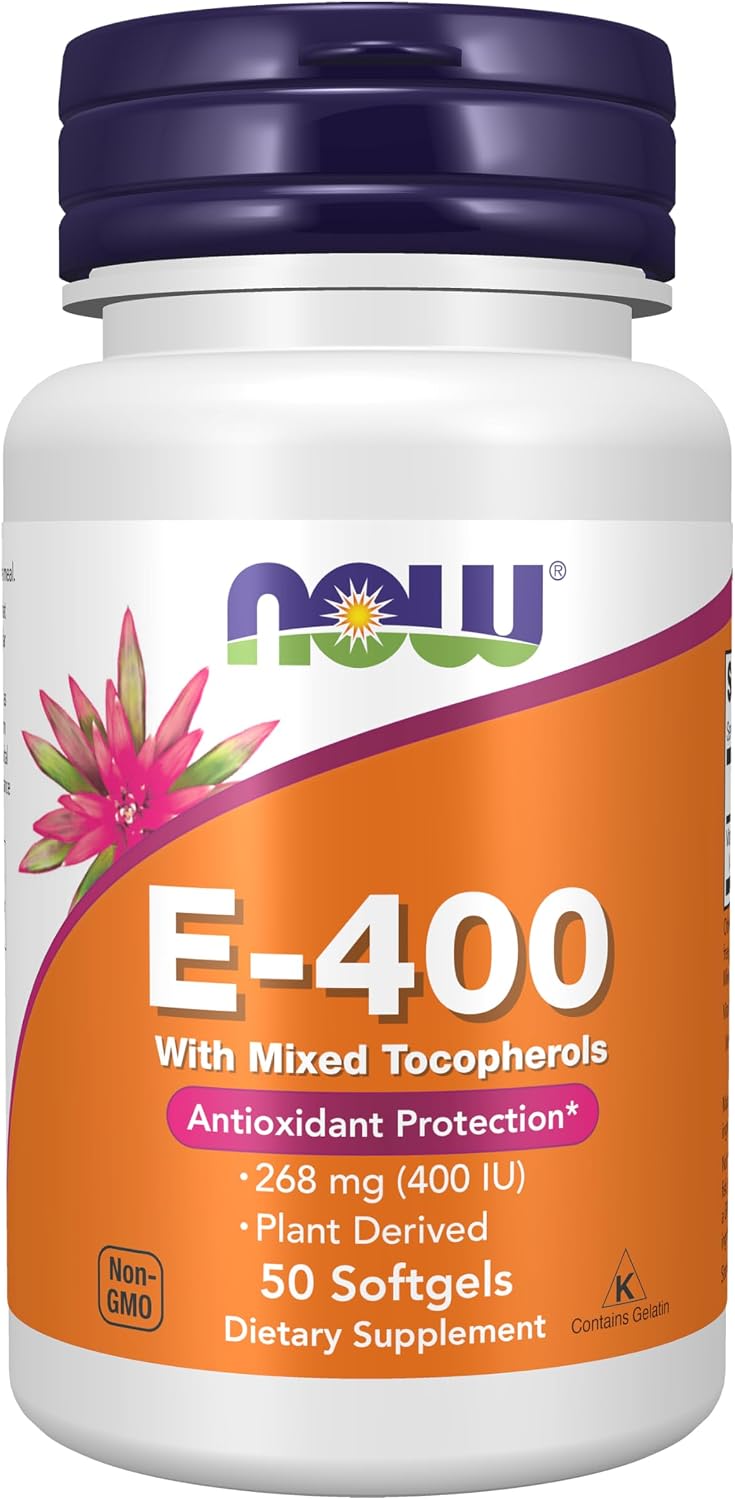 now®
E-400
With Mixed Tocopherols
Antioxidant Protection*
• 268 mg (400 IU)
• Plant Derived
50 Softgels
Dietary Supplement
Non-
GMO
K
Contains Gelatin